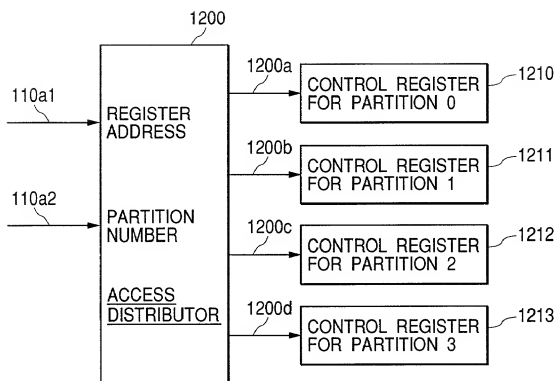 1200
110a1
REGISTER
ADDRESS
110a2
PARTITION
NUMBER
ACCESS
DISTRIBUTOR
1200a
CONTROL REGISTER
FOR PARTITION 0
1210
1200b
CONTROL REGISTER
FOR PARTITION 1
1211
1200c
CONTROL REGISTER
FOR PARTITION 2
1212
1200d
CONTROL REGISTER
FOR PARTITION 3
1213